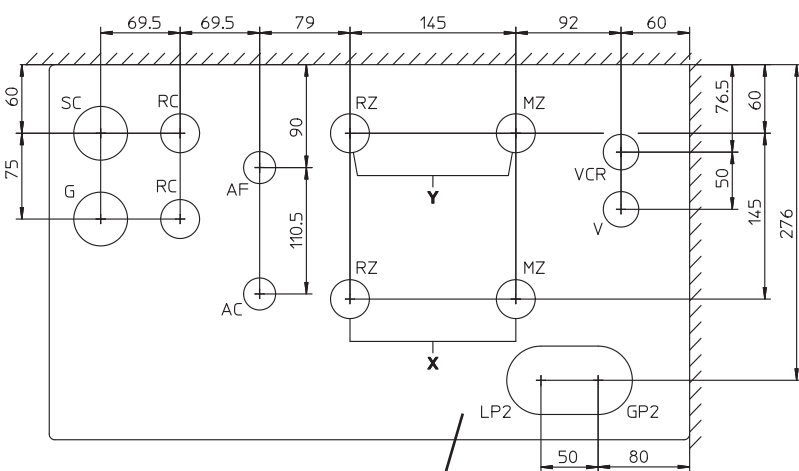 69.5 69.5 79 145 92 60
60 75 90 110.5 76.5 50 60 145 276
SC RC RZ MZ
AF VCR
G RC Y V
RZ MZ
AC
X
LP2 GP2
50 80